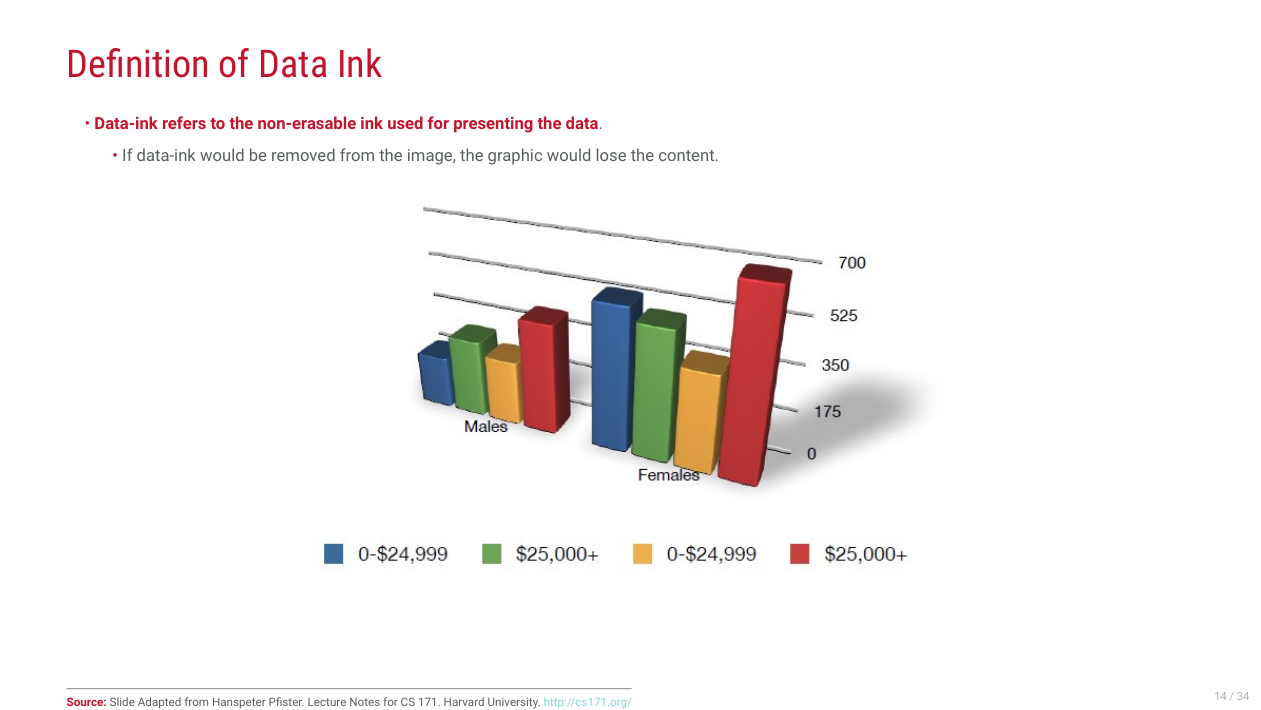 Definition of Data Ink
• Data-ink refers to the non-erasable ink used for presenting the data.
• If data-ink would be removed from the image, the graphic would lose the content.
700
525
350
175
0
Males
Females
0-$24,999 $25,000+ 0-$24,999 $25,000+
Source: Slide Adapted from Hanspeter Pfister. Lecture Notes for CS 171. Harvard University. http://cs171.org/
14 / 34